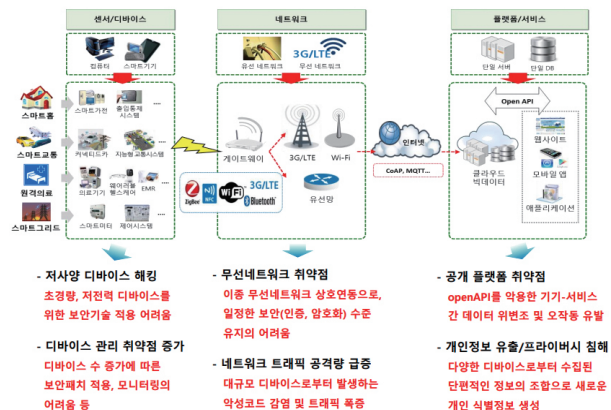 센서/디바이스
네트워크
플랫폼/서비스
컴퓨터
스마트기기
유선 네트워크
3G/LTE
무선 네트워크
단일 서버
단일 DB
스마트홈
스마트가전
출입통제
시스템
....
스마트교통
커넥티드카
지능형교통시스템
....
원격의료
의료기기
웨어러블
헬스케어
EMR
....
스마트그리드
스마트미터
제어시스템
....
게이트웨이
3G/LTE
Wi-Fi
유선망
ZigBee
NFC
WiFi
3G/LTE
Bluetooth
인터넷
CoAP, MQTT...
Open API
클라우드
빅데이터
웹사이트
모바일 앱
애플리케이션
- 저사양 디바이스 해킹
초경량, 저전력 디바이스를
위한 보안기술 적용 어려움
- 디바이스 관리 취약점 증가
디바이스 수 증가에 따른
보안패치 적용, 모니터링의
어려움 등
- 무선네트워크 취약점
이종 무선네트워크 상호연동으로,
일정한 보안(인증, 암호화) 수준
유지의 어려움
- 네트워크 트래픽 공격량 급증
대규모 디바이스로부터 발생하는
악성코드 감염 및 트래픽 폭증
- 공개 플랫폼 취약점
openAPI를 악용한 기기-서비스
간 데이터 위변조 및 오작동 유발
- 개인정보 유출/프라이버시 침해
다양한 디바이스로부터 수집된
단편적인 정보의 조합으로 새로운
개인 식별정보 생성